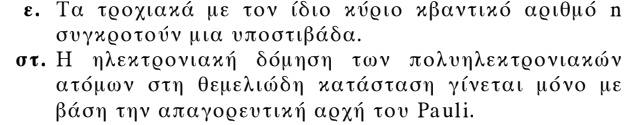 ε. Τα τροχιακά με τον ίδιο κύριο κβαντικό αριθμό n
συγκροτούν μια υποστιβάδα.
στ. Η ηλεκτρονιακή δόμηση των πολυηλεκτρονιακών
ατόμων στη θεμελιώδη κατάσταση γίνεται μόνο με
βάση την απαγορευτική αρχή του Pauli.